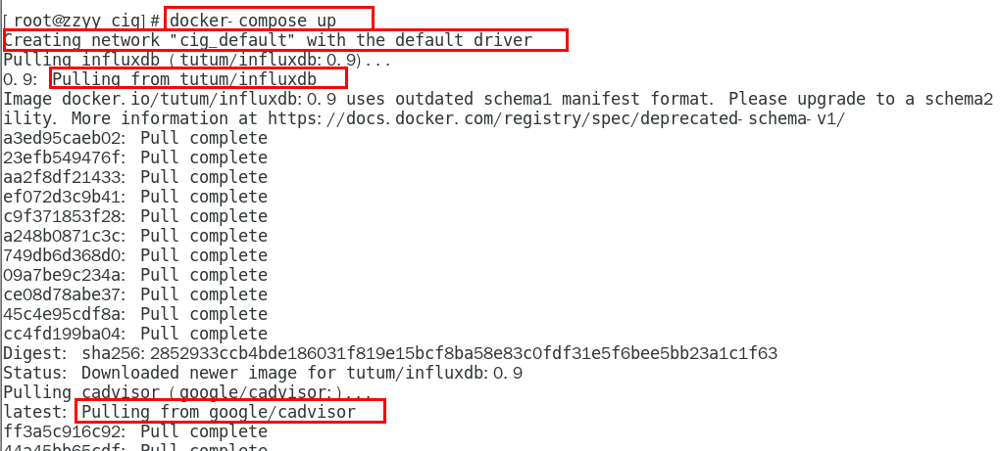 [root@zzyy cig]# docker-compose up
Creating network "cig_default" with the default driver
Pulling influxdb (tutum/influxdb:0.9)...
0.9: Pulling from tutum/influxdb
Image docker.io/tutum/influxdb:0.9 uses outdated schema1 manifest format. Please upgrade to a schema2
ility. More information at https://docs.docker.com/registry/spec/deprecated-schema-v1/
a3ed95caeb02: Pull complete
23efb549476f: Pull complete
aa2f8df21433: Pull complete
ef072d3c9b41: Pull complete
c9f371853f28: Pull complete
a248b0871c3c: Pull complete
749db6d368d0: Pull complete
09a7be9c234a: Pull complete
ce08d78abe37: Pull complete
45c4e95cdf8a: Pull complete
cc4fd199ba04: Pull complete
Digest: sha256:2852933ccb4bde186031f819e15bcf8ba58e83c0fdf31e5f6bee5bb23a1c1f63
Status: Downloaded newer image for tutum/influxdb:0.9
Pulling cadvisor (google/cadvisor:)...
latest: Pulling from google/cadvisor
ff3a5c916c92: Pull complete
44a45bb65cdf: Pull complete